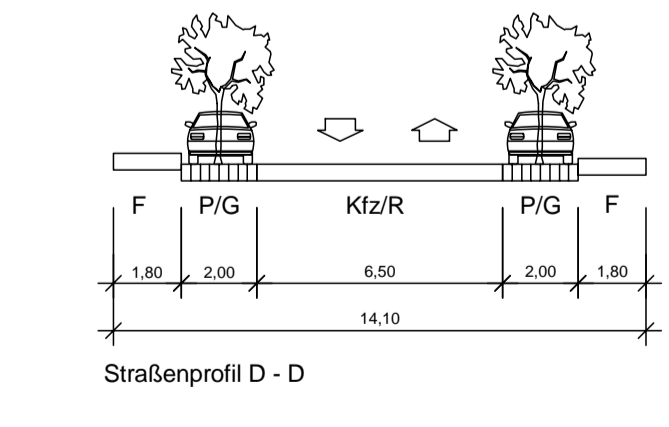 F P/G Kfz/R P/G F
1,80 2,00 6,50 2,00 1,80
14,10
Straßenprofil D - D